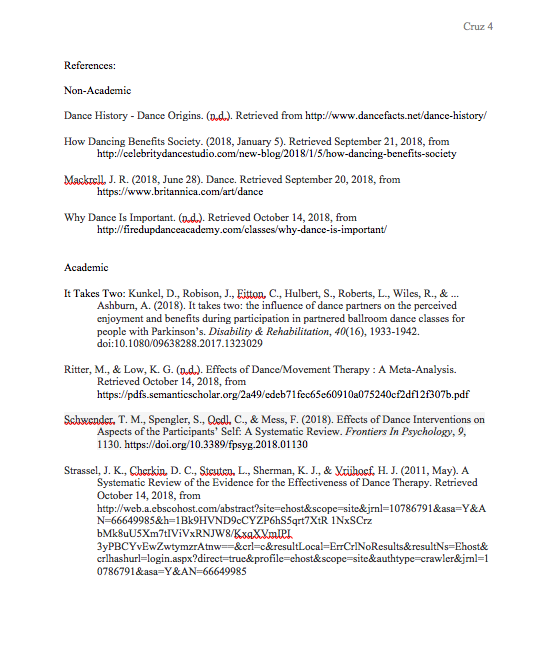 Cruz 4
References:
Non-Academic
Dance History - Dance Origins. (n.d.). Retrieved from http://www.dancefacts.net/dance-history/
How Dancing Benefits Society. (2018, January 5). Retrieved September 21, 2018, from
http://celebritydancestudio.com/new-blog/2018/1/5/how-dancing-benefits-society
Mackrell, J. R. (2018, June 28). Dance. Retrieved September 20, 2018, from
https://www.britannica.com/art/dance
Why Dance Is Important. (n.d.). Retrieved October 14, 2018, from
http://firedupdanceacademy.com/classes/why-dance-is-important/
Academic
It Takes Two: Kunkel, D., Robison, J., Fitton, C., Hulbert, S., Roberts, L., Wiles, R., & ...
Ashburn, A. (2018). It takes two: the influence of dance partners on the perceived
enjoyment and benefits during participation in partnered ballroom dance classes for
people with Parkinson's. Disability & Rehabilitation, 40(16), 1933-1942.
doi:10.1080/09638288.2017.1323029
Ritter, M., & Low, K. G. (n.d.). Effects of Dance/Movement Therapy : A Meta-Analysis.
Retrieved October 14, 2018, from
https://pdfs.semanticscholar.org/2a49/edeb71fec65e60910a075240cf2df12f307b.pdf
Schwender, T. M., Spengler, S., Oedl, C., & Mess, F. (2018). Effects of Dance Interventions on
Aspects of the Participants' Self: A Systematic Review. Frontiers In Psychology, 9,
1130. https://doi.org/10.3389/fpsyg.2018.01130
Strassel, J. K., Cherkin, D. C., Steuten, L., Sherman, K. J., & Vrijhoef, H. J. (2011, May). A
Systematic Review of the Evidence for the Effectiveness of Dance Therapy. Retrieved
October 14, 2018, from
http://web.a.ebscohost.com/abstract?site=ehost&scope=site&jrnl=10786791&asa=Y&A
N=66649985&h=1Bk9HVND9cCYZP6hS5qrt7XtR 1NxSCrz
bMk8uU5Xm7tIViVxRNJW8/KxqXVmIPL
3yPBCYvEwZwtymzrAtnw==&crl=c&resultLocal=ErrCrlNoResults&resultNs=Ehost&
crlhashurl=login.aspx?direct=true&profile=ehost&scope=site&authtype=crawler&jrnl=1
0786791&asa=Y&AN=66649985